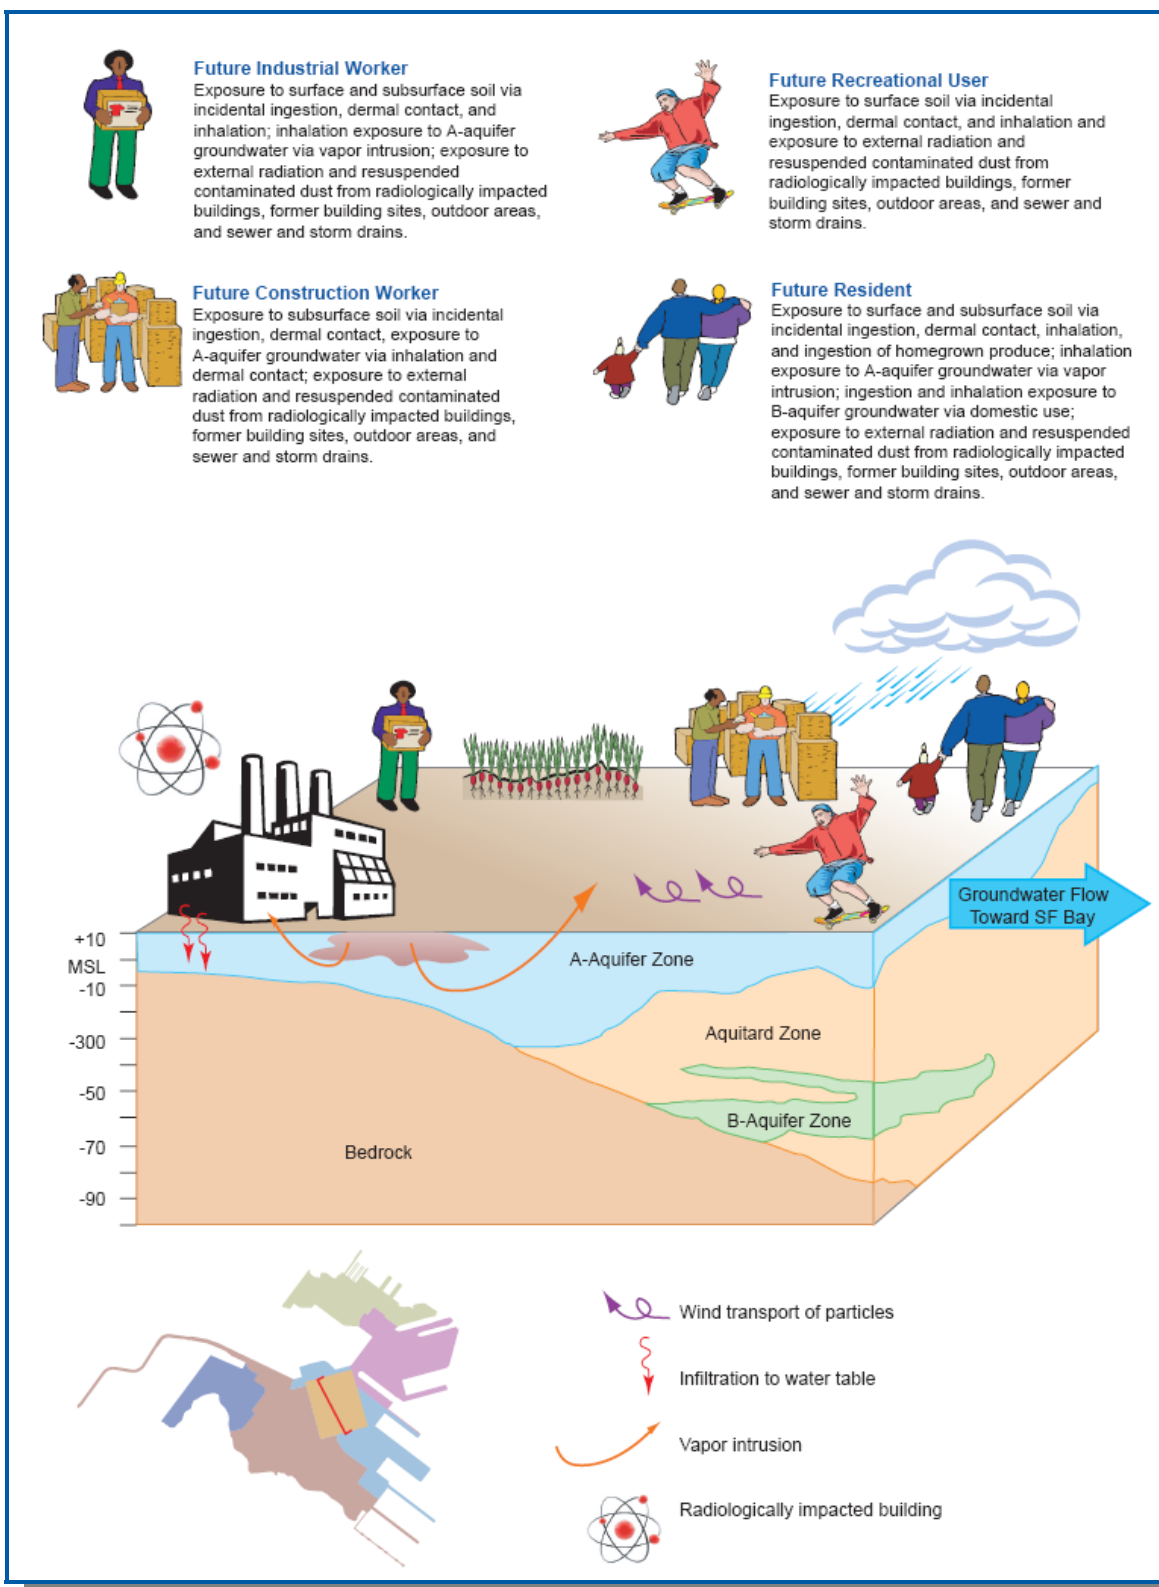 Future Industrial Worker
Exposure to surface and subsurface soil via
incidental ingestion, dermal contact, and
inhalation; inhalation exposure to A-aquifer
groundwater via vapor intrusion; exposure to
external radiation and resuspended
contaminated dust from radiologically impacted
buildings, former building sites, outdoor areas,
and sewer and storm drains.
Future Recreational User
Exposure to surface soil via incidental
ingestion, dermal contact, and inhalation and
exposure to external radiation and
resuspended contaminated dust from
radiologically impacted buildings, former
building sites, outdoor areas, and sewer and
storm drains.
Future Construction Worker
Exposure to subsurface soil via incidental
ingestion, dermal contact, exposure to
A-aquifer groundwater via inhalation and
dermal contact; exposure to external
radiation and resuspended contaminated
dust from radiologically impacted buildings,
former building sites, outdoor areas, and
sewer and storm drains.
Future Resident
Exposure to surface and subsurface soil via
incidental ingestion, dermal contact, inhalation,
and ingestion of homegrown produce; inhalation
exposure to A-aquifer groundwater via vapor
intrusion; ingestion and inhalation exposure to
B-aquifer groundwater via domestic use;
exposure to external radiation and resuspended
contaminated dust from radiologically impacted
buildings, former building sites, outdoor areas,
and sewer and storm drains.
Groundwater Flow
Toward SF Bay
+10
MSL
-10
-300
-50
-70
-90
A-Aquifer Zone
Aquitard Zone
B-Aquifer Zone
Bedrock
Wind transport of particles
Infiltration to water table
Vapor intrusion
Radiologically impacted building